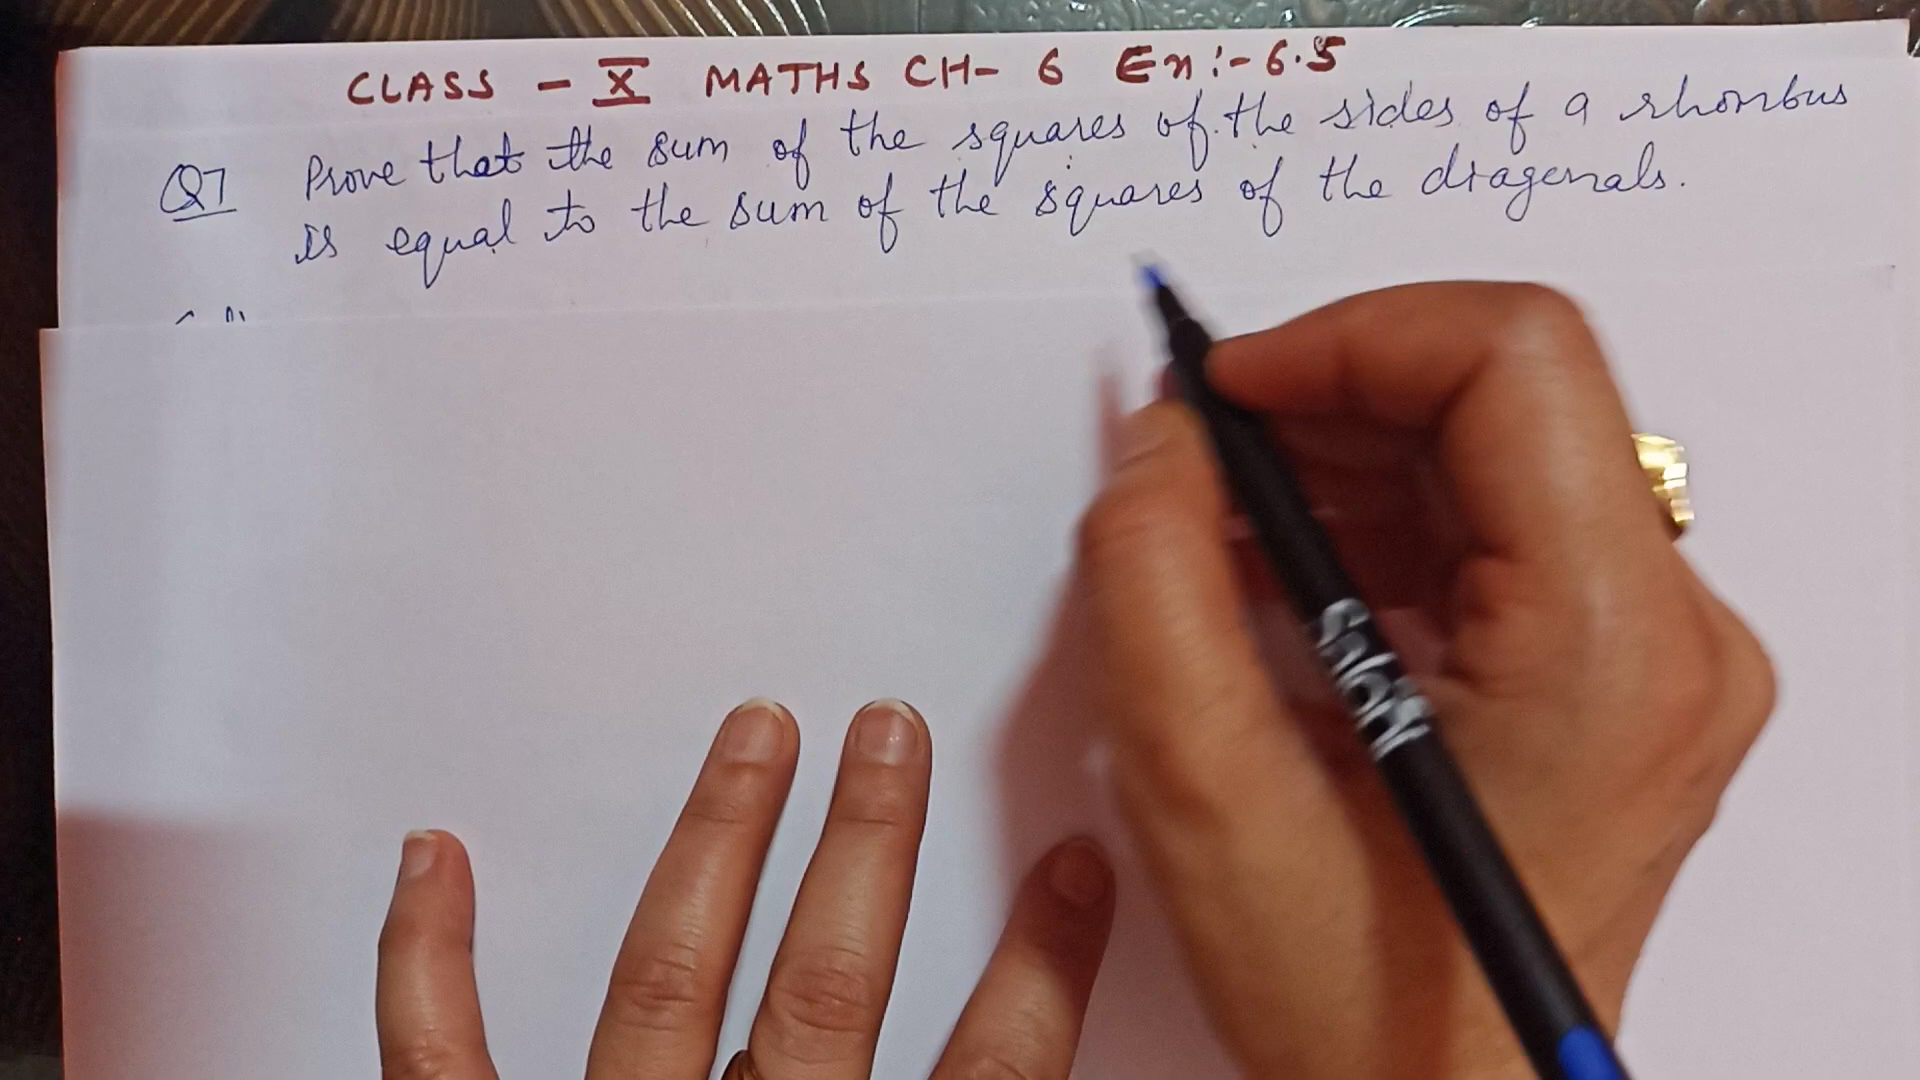 CLASS - X MATHS CH- 6 Ex:- 6.5
Q7 Prove that the sum of the squares of the sides of a rhombus
is equal to the sum of the squares of the diagonals.